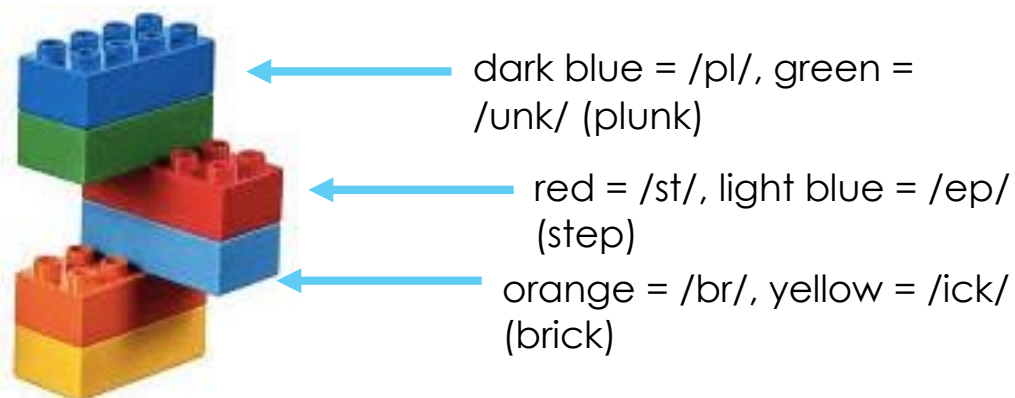 dark blue = /pl/, green =
/unk/ (plunk)
red = /st/, light blue = /ep/
(step)
orange = /br/, yellow = /ick/
(brick)